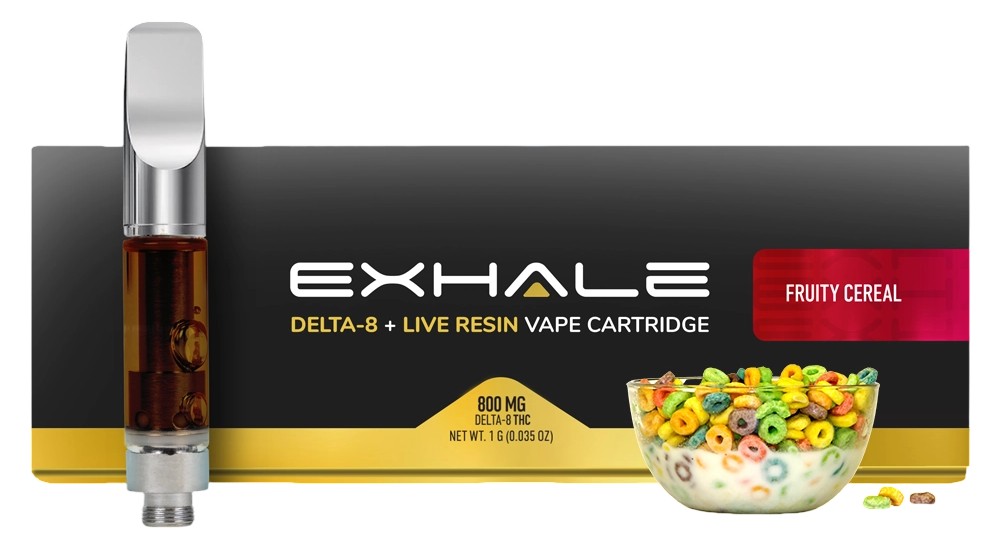 EXHALE
DELTA-8 + LIVE RESIN VAPE CARTRIDGE
FRUITY CEREAL
800 MG
DELTA-8 THC
NET WT. 1 G (0.035 OZ)